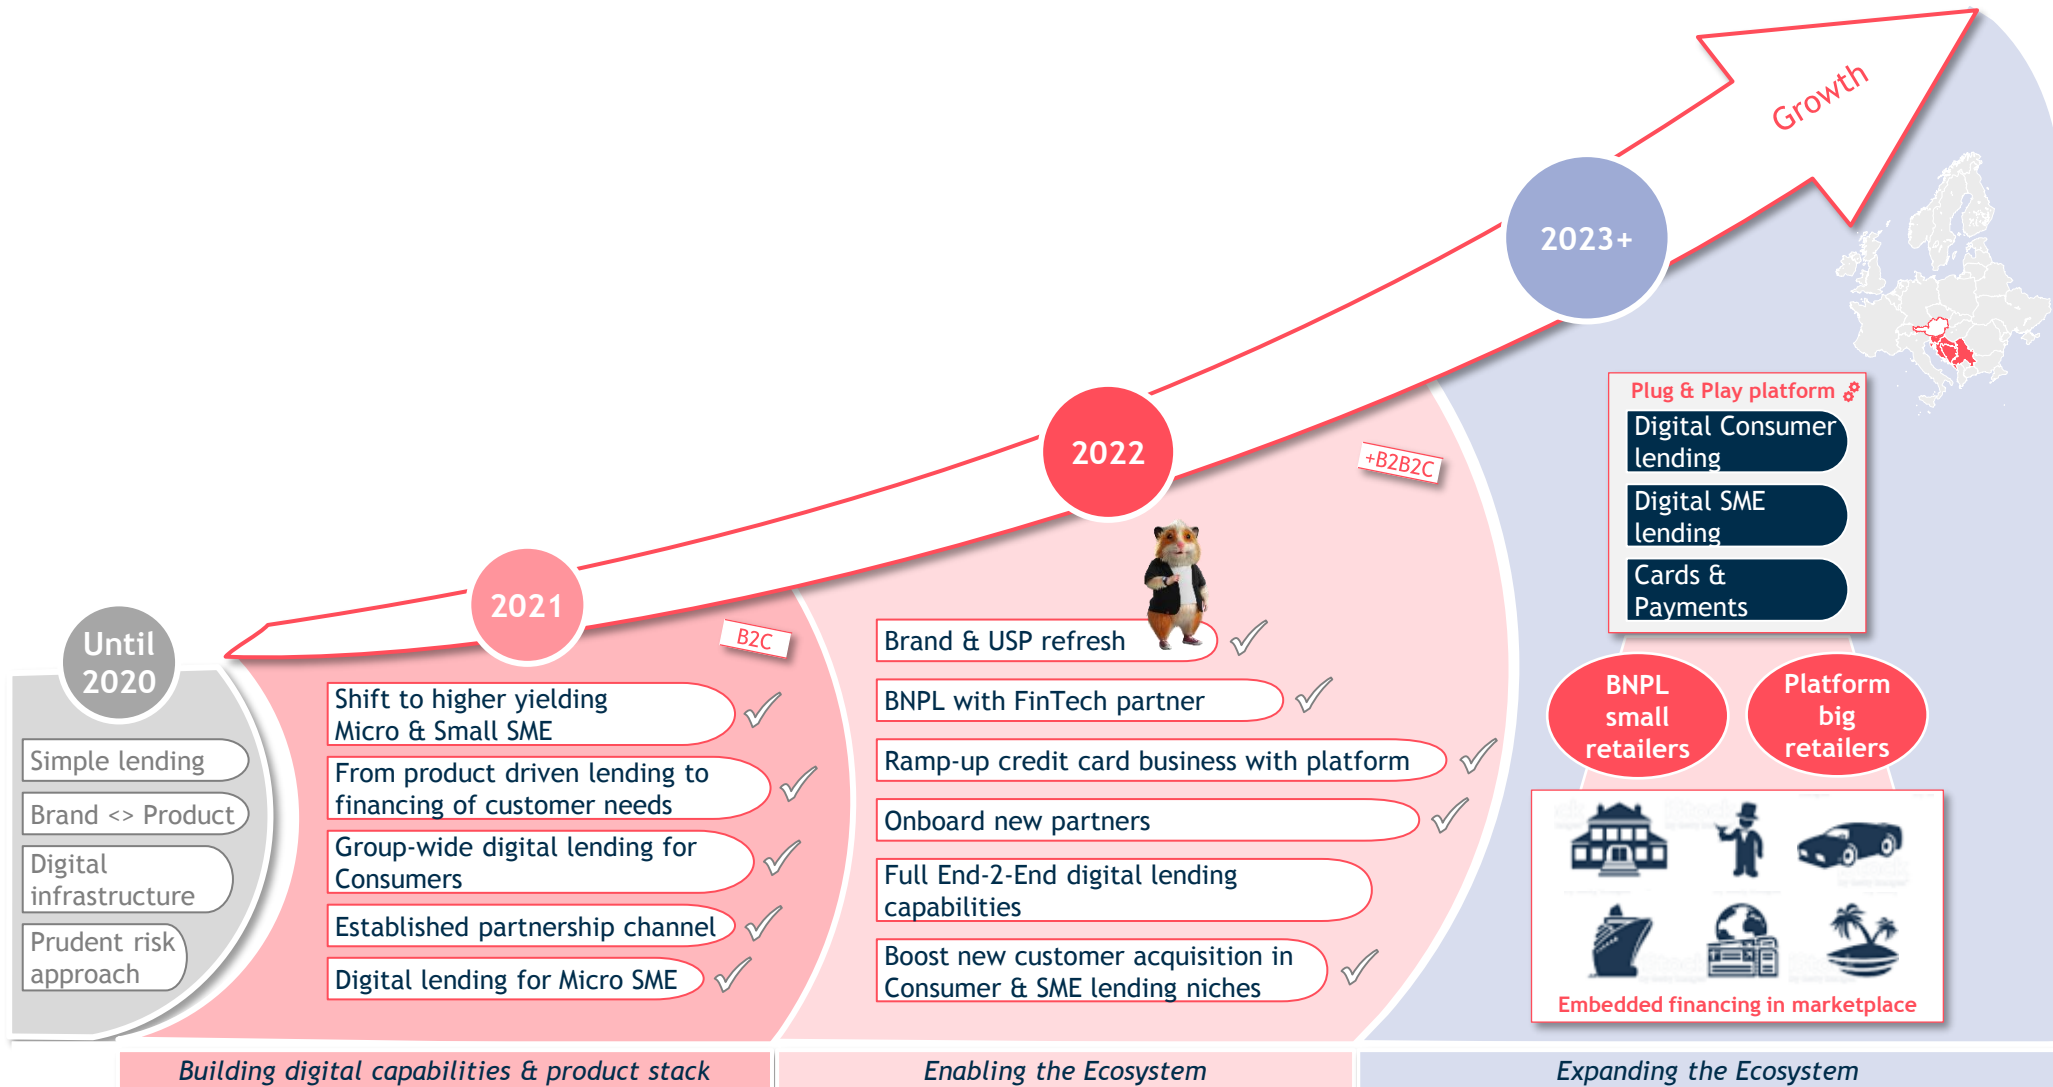 Growth
2023+
2022
2021
Until
2020
Simple lending
Brand <> Product
Digital
infrastructure
Prudent risk
approach
B2C
Shift to higher yielding
Micro & Small SME
From product driven lending to
financing of customer needs
Group-wide digital lending for
Consumers
Established partnership channel
Digital lending for Micro SME
+B2B2C
Brand & USP refresh
BNPL with FinTech partner
Ramp-up credit card business with platform
Onboard new partners
Full End-2-End digital lending
capabilities
Boost new customer acquisition in
Consumer & SME lending niches
Plug & Play platform
Digital Consumer
lending
Digital SME
lending
Cards &
Payments
BNPL
small
retailers
Platform
big
retailers
Embedded financing in marketplace
Building digital capabilities & product stack
Enabling the Ecosystem
Expanding the Ecosystem